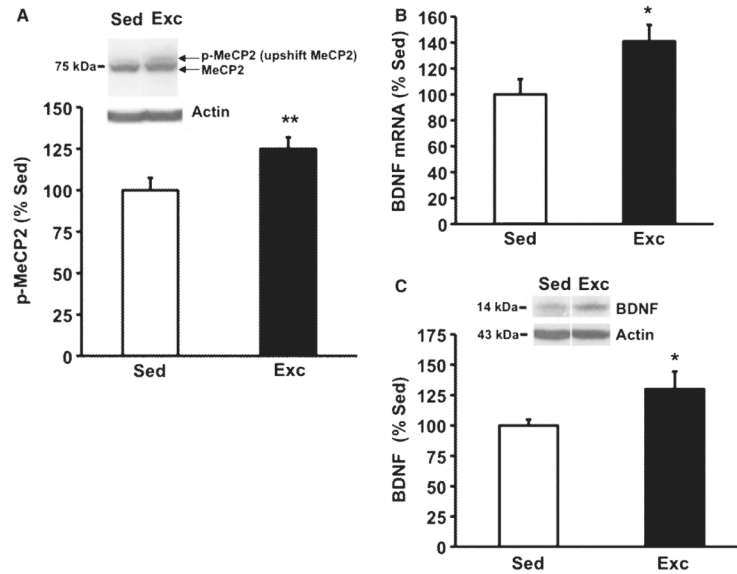 A
Sed Exc
75 kDa
p-MeCP2 (upshift MeCP2)
MeCP2
Actin
p-MeCP2 (% Sed)
150
125
100
75
50
25
0
**
Sed Exc
B
BDNF mRNA (% Sed)
160
140
120
100
80
60
40
20
0
*
Sed Exc
C
Sed Exc
14 kDa
BDNF
43 kDa
Actin
BDNF (% Sed)
175
150
125
100
75
50
25
0
*
Sed Exc